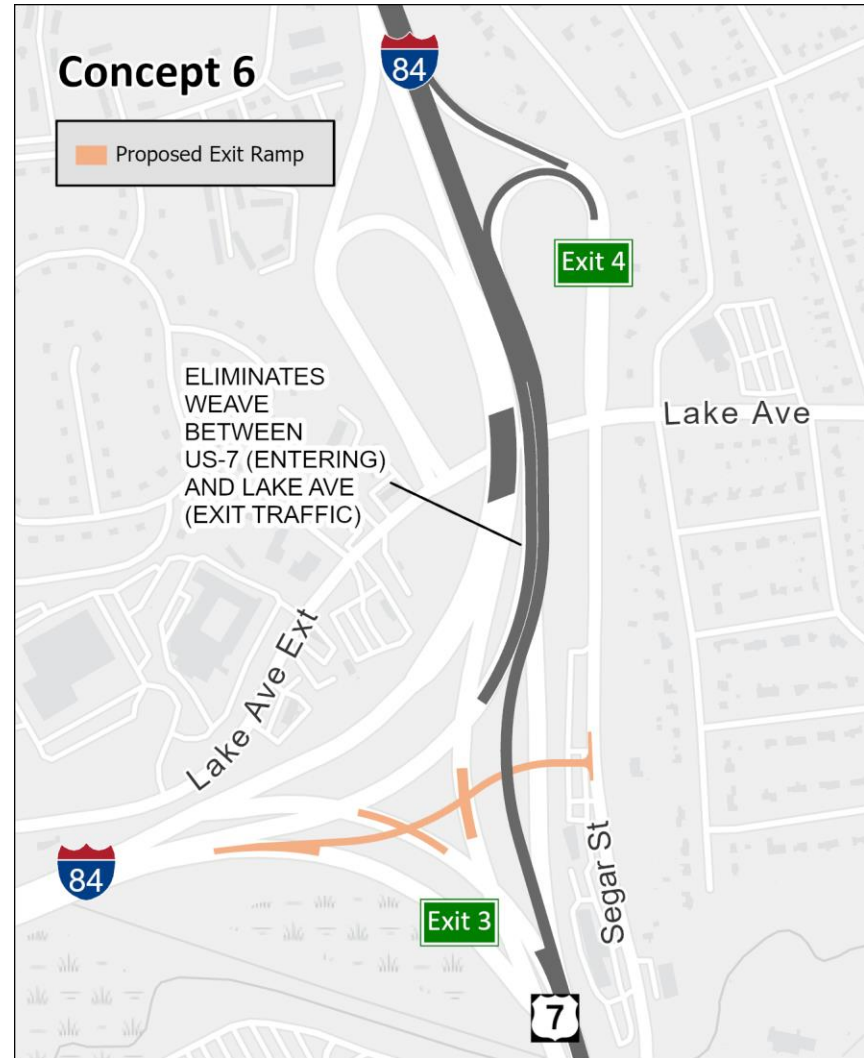 Concept 6
84
Proposed Exit Ramp
Exit 4
ELIMINATES
WEAVE
BETWEEN
US-7 (ENTERING)
AND LAKE AVE
(EXIT TRAFFIC)
Lake Ave
Lake Ave Ext
84
Exit 3
Segar St
7